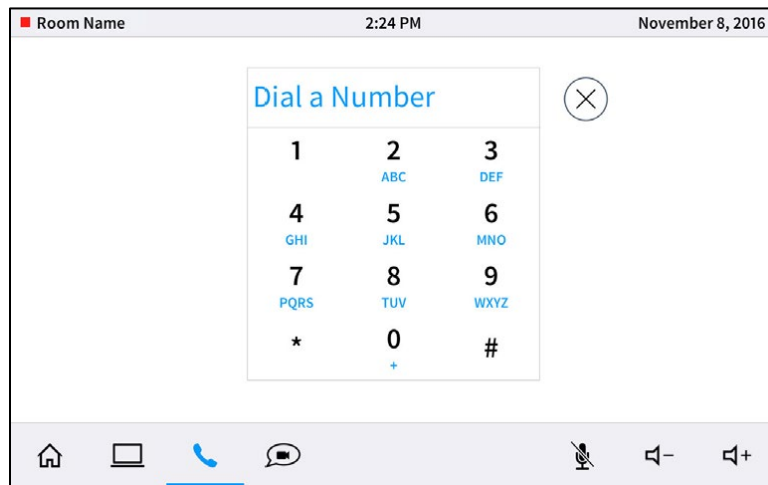 Room Name 2:24 PM November 8, 2016
Dial a Number
1 2 3
ABC DEF
4 5 6
GHI JKL MNO
7 8 9
PQRS TUV WXYZ
* 0 #
+
- +